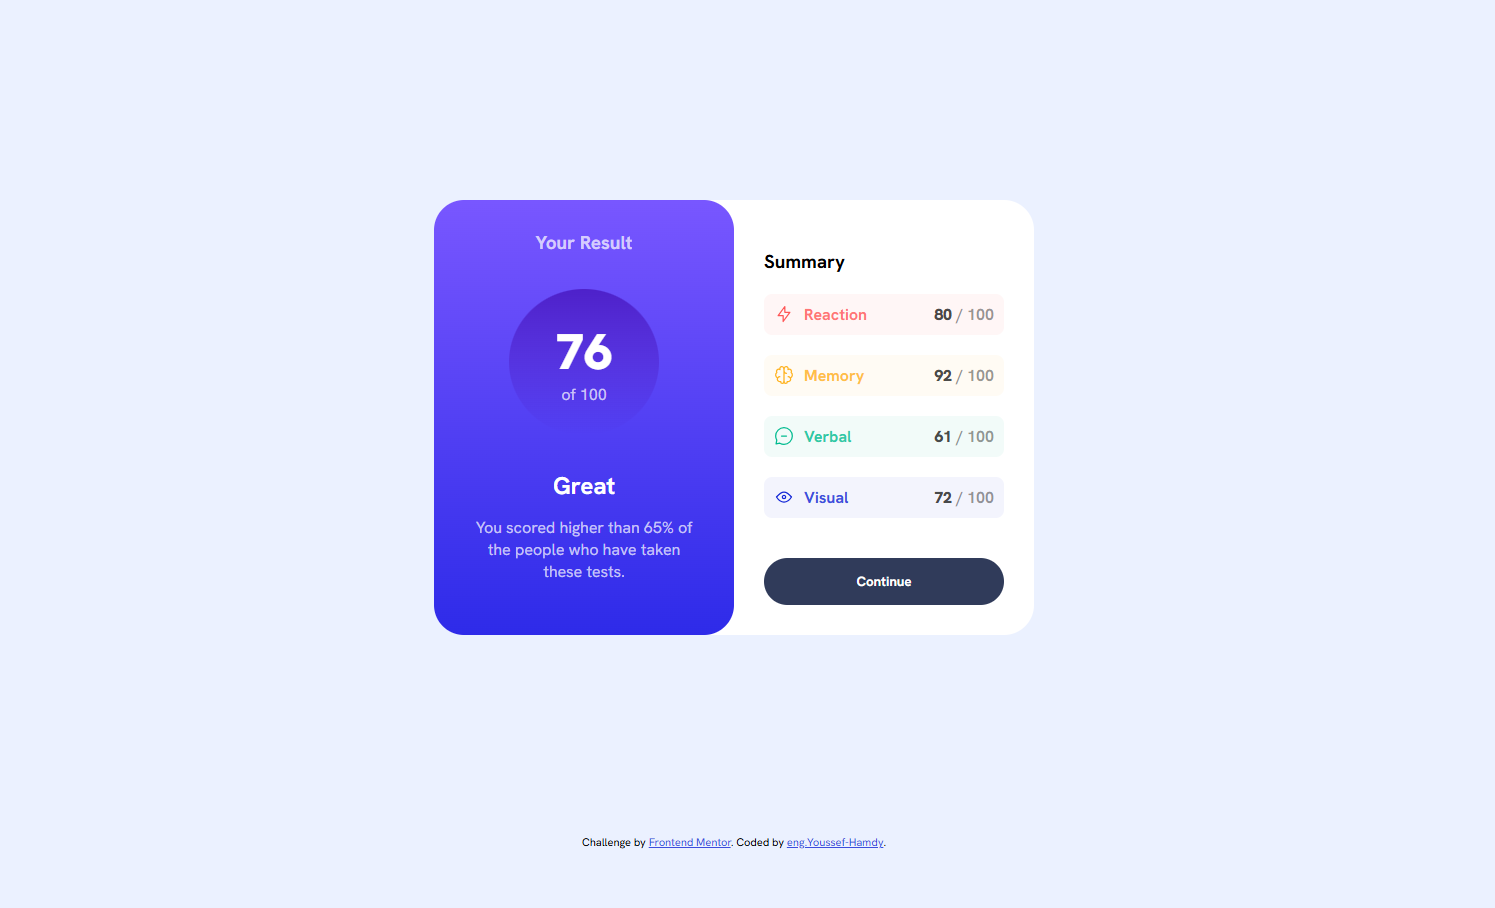 Your Result
76
of 100
Great
You scored higher than 65% of
the people who have taken
these tests.
Summary
Reaction 80 / 100
Memory 92 / 100
Verbal 61 / 100
Visual 72 / 100
Continue
Challenge by Frontend Mentor. Coded by eng.Youssef-Hamdy.